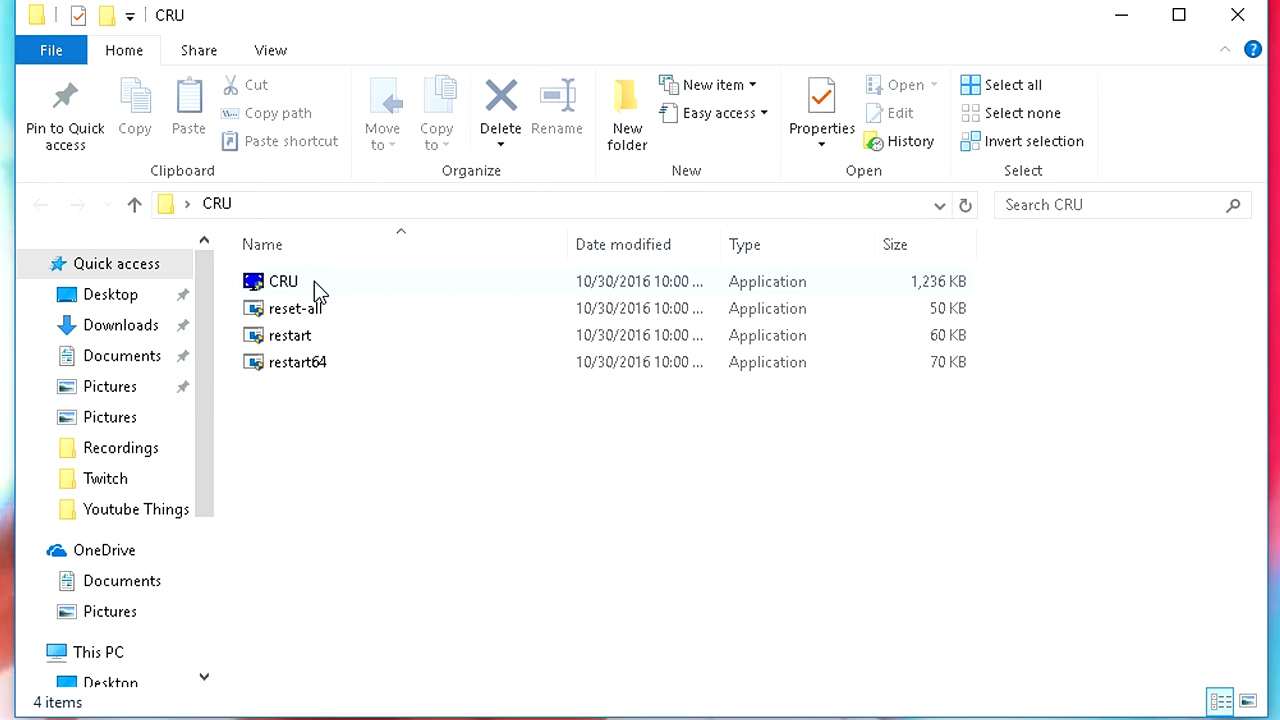 CRU
File
Home
Share
View
Pin to Quick access
Copy
Paste
Cut
Copy path
Paste shortcut
Clipboard
Move to
Copy to
Delete
Rename
Organize
New folder
New item
Easy access
New
Properties
Open
Edit
History
Open
Select all
Select none
Invert selection
Select
CRU
Search CRU
Name
Date modified
Type
Size
CRU 10/30/2016 10:00 ... Application 1,236 KB
reset-all 10/30/2016 10:00 ... Application 50 KB
restart 10/30/2016 10:00 ... Application 60 KB
restart64 10/30/2016 10:00 ... Application 70 KB
Quick access
Desktop
Downloads
Documents
Pictures
Pictures
Recordings
Twitch
Youtube Things
OneDrive
Documents
Pictures
This PC
Desktop
4 items